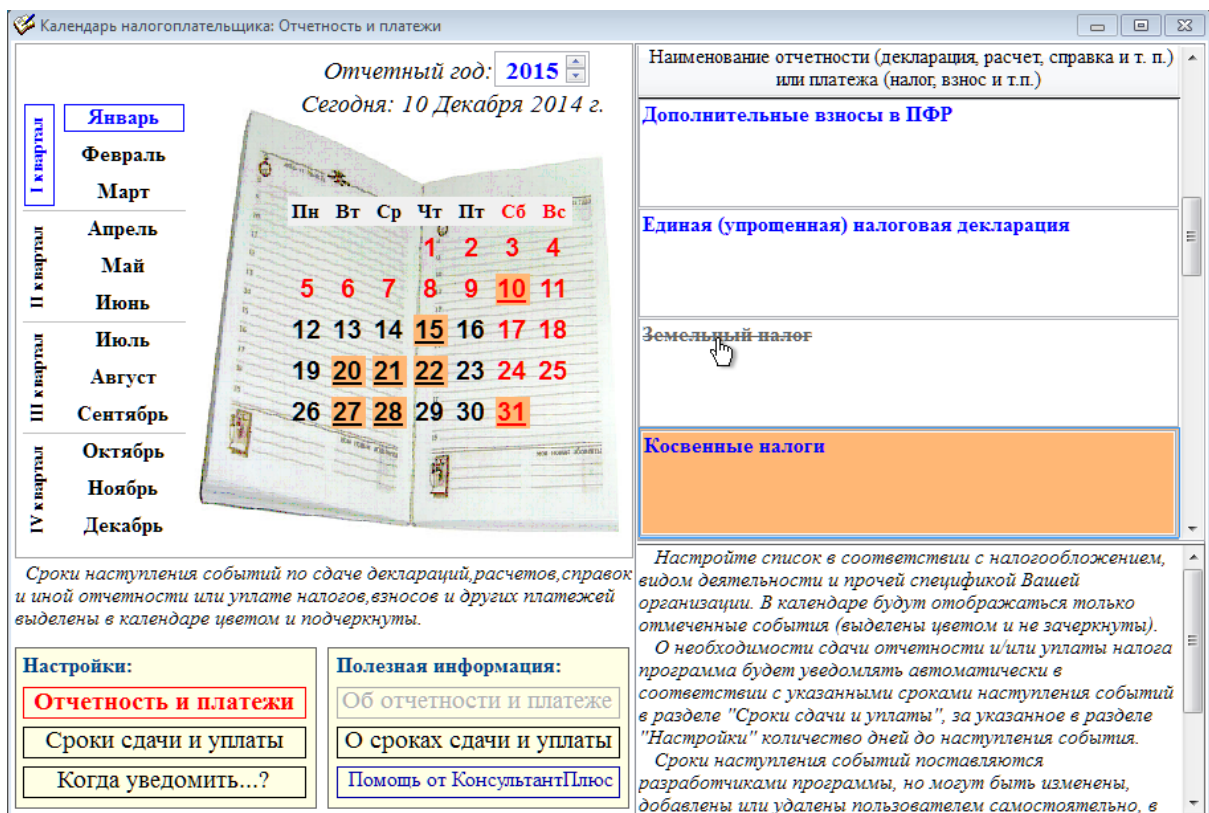 Календарь налогоплательщика: Отчетность и платежи
Отчетный год: 2015
Сегодня: 10 Декабря 2014 г.
I квартал
Январь
Февраль
Март
II квартал
Апрель
Май
Июнь
III квартал
Июль
Август
Сентябрь
IV квартал
Октябрь
Ноябрь
Декабрь
Пн Вт Ср Чт Пт Сб Вс
1 2 3 4
5 6 7 8 9 10 11
12 13 14 15 16 17 18
19 20 21 22 23 24 25
26 27 28 29 30 31
Сроки наступления событий по сдаче деклараций,расчетов,справок
и иной отчетности или уплате налогов,взносов и других платежей
выделены в календаре цветом и подчеркнуты.
Настройки:
Отчетность и платежи
Сроки сдачи и уплаты
Когда уведомить...?
Полезная информация:
Об отчетности и платеже
О сроках сдачи и уплаты
Помощь от КонсультантПлюс
Наименование отчетности (декларация, расчет, справка и т. п.)
или платежа (налог, взнос и т.п.)
Дополнительные взносы в ПФР
Единая (упрощенная) налоговая декларация
Земельный налог
Косвенные налоги
Настройте список в соответствии с налогообложением,
видом деятельности и прочей спецификой Вашей
организации. В календаре будут отображаться только
отмеченные события (выделены цветом и не зачеркнуты).
О необходимости сдачи отчетности и/или уплаты налога
программа будет уведомлять автоматически в
соответствии с указанными сроками наступления событий
в разделе "Сроки сдачи и уплаты", за указанное в разделе
"Настройки" количество дней до наступления события.
Сроки наступления событий поставляются
разработчиками программы, но могут быть изменены,
добавлены или удалены пользователем самостоятельно, в